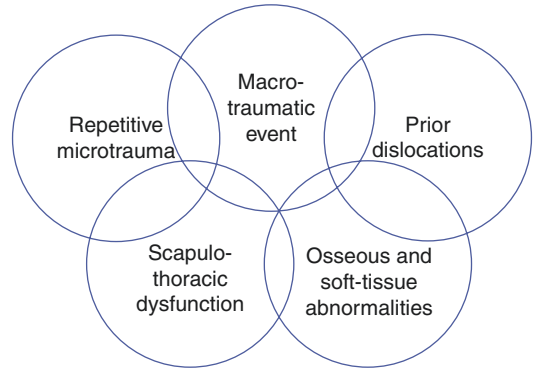 Macro-
traumatic
event
Repetitive
microtrauma
Prior
dislocations
Scapulo-
thoracic
dysfunction
Osseous and
soft-tissue
abnormalities